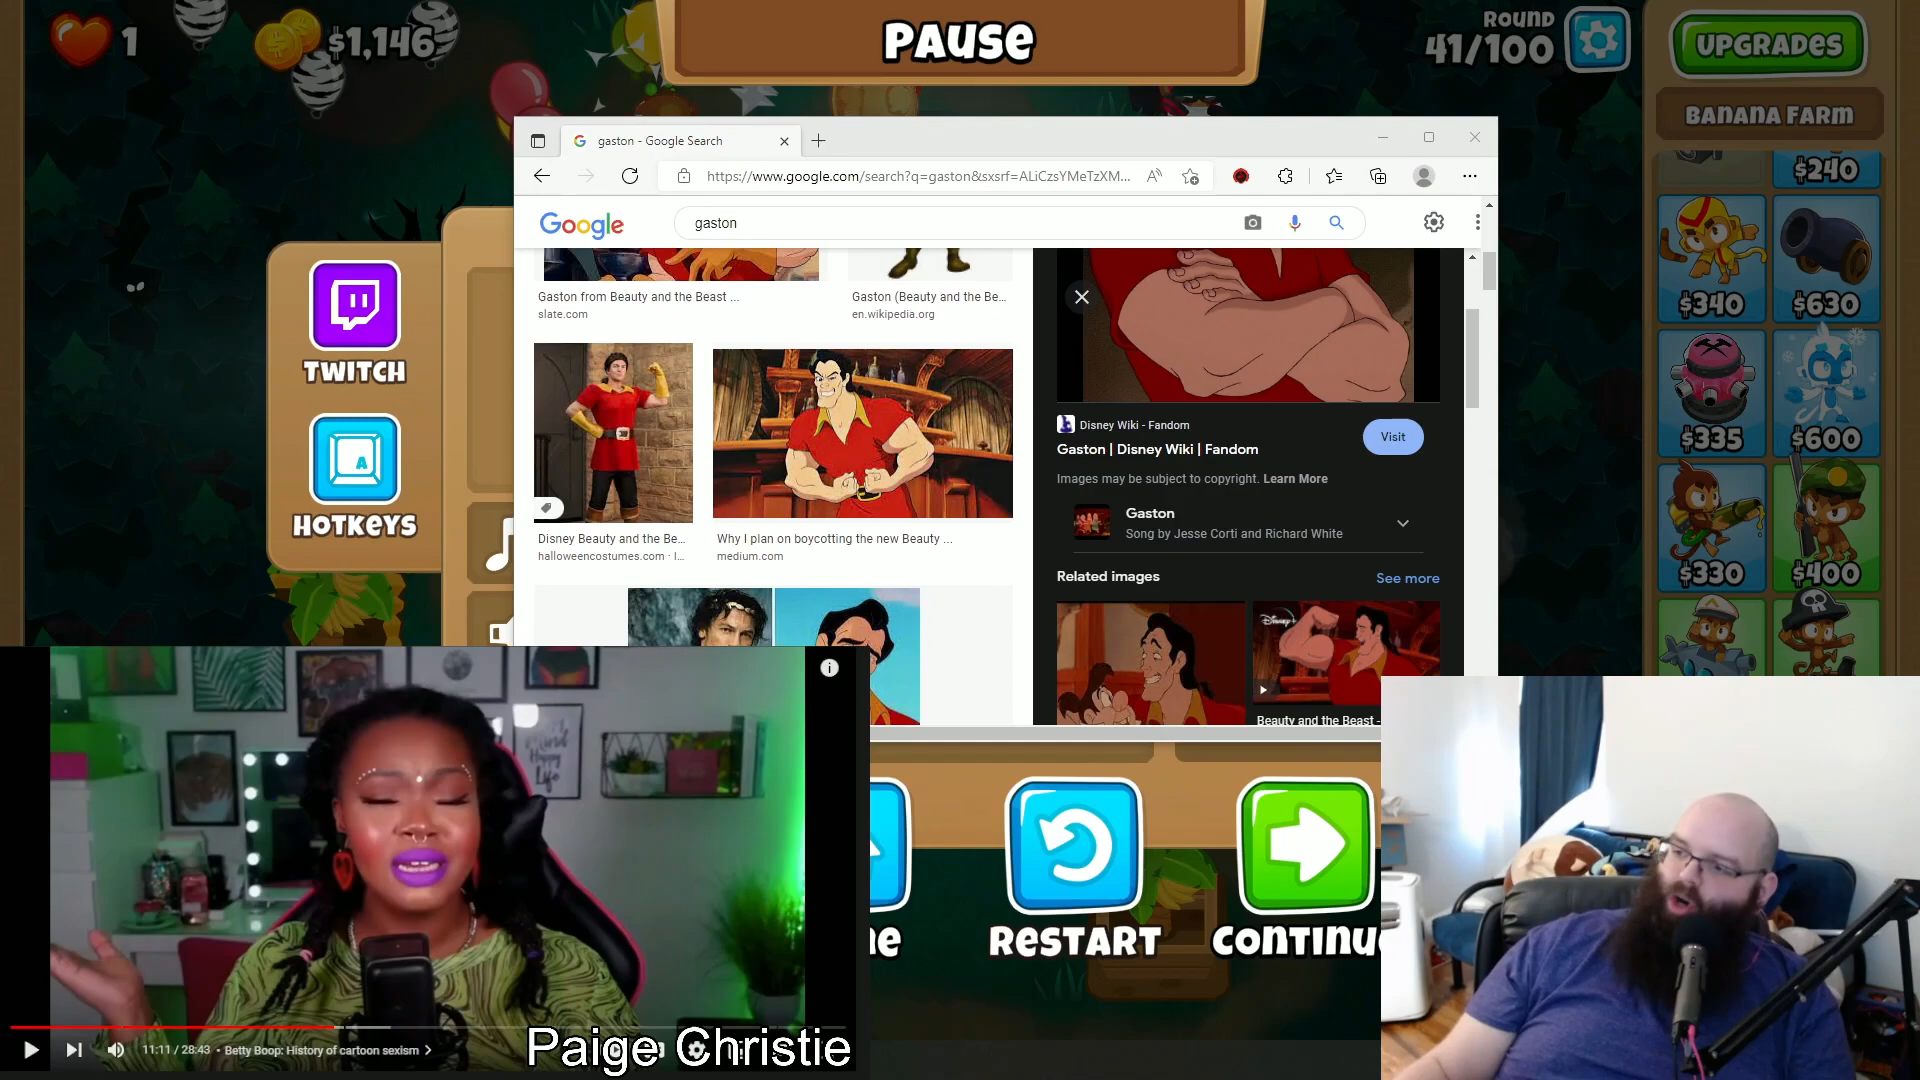 1
$1,146
PAUSE
ROUND
41/100
UPGRADES
BANANA FARM
gaston - Google Search
https://www.google.com/search?q=gaston&sxsrf=ALiCzsYMeTzXM...
Google
gaston
$240
$340
$630
$335
$600
$330
$400
TWITCH
A
HOTKEYS
Gaston from Beauty and the Beast ...
slate.com
Gaston (Beauty and the Be...
en.wikipedia.org
Disney Beauty and the Be...
halloweencostumes.com · I...
Why I plan on boycotting the new Beauty ...
medium.com
Disney Wiki - Fandom
Gaston | Disney Wiki | Fandom
Visit
Images may be subject to copyright. Learn More
Gaston
Song by Jesse Corti and Richard White
Related images
See more
Disney+
Beauty and the Beast -
RESTART
CONTINU
11:11 / 28:43 • Betty Boop: History of cartoon sexism
Paige Christie